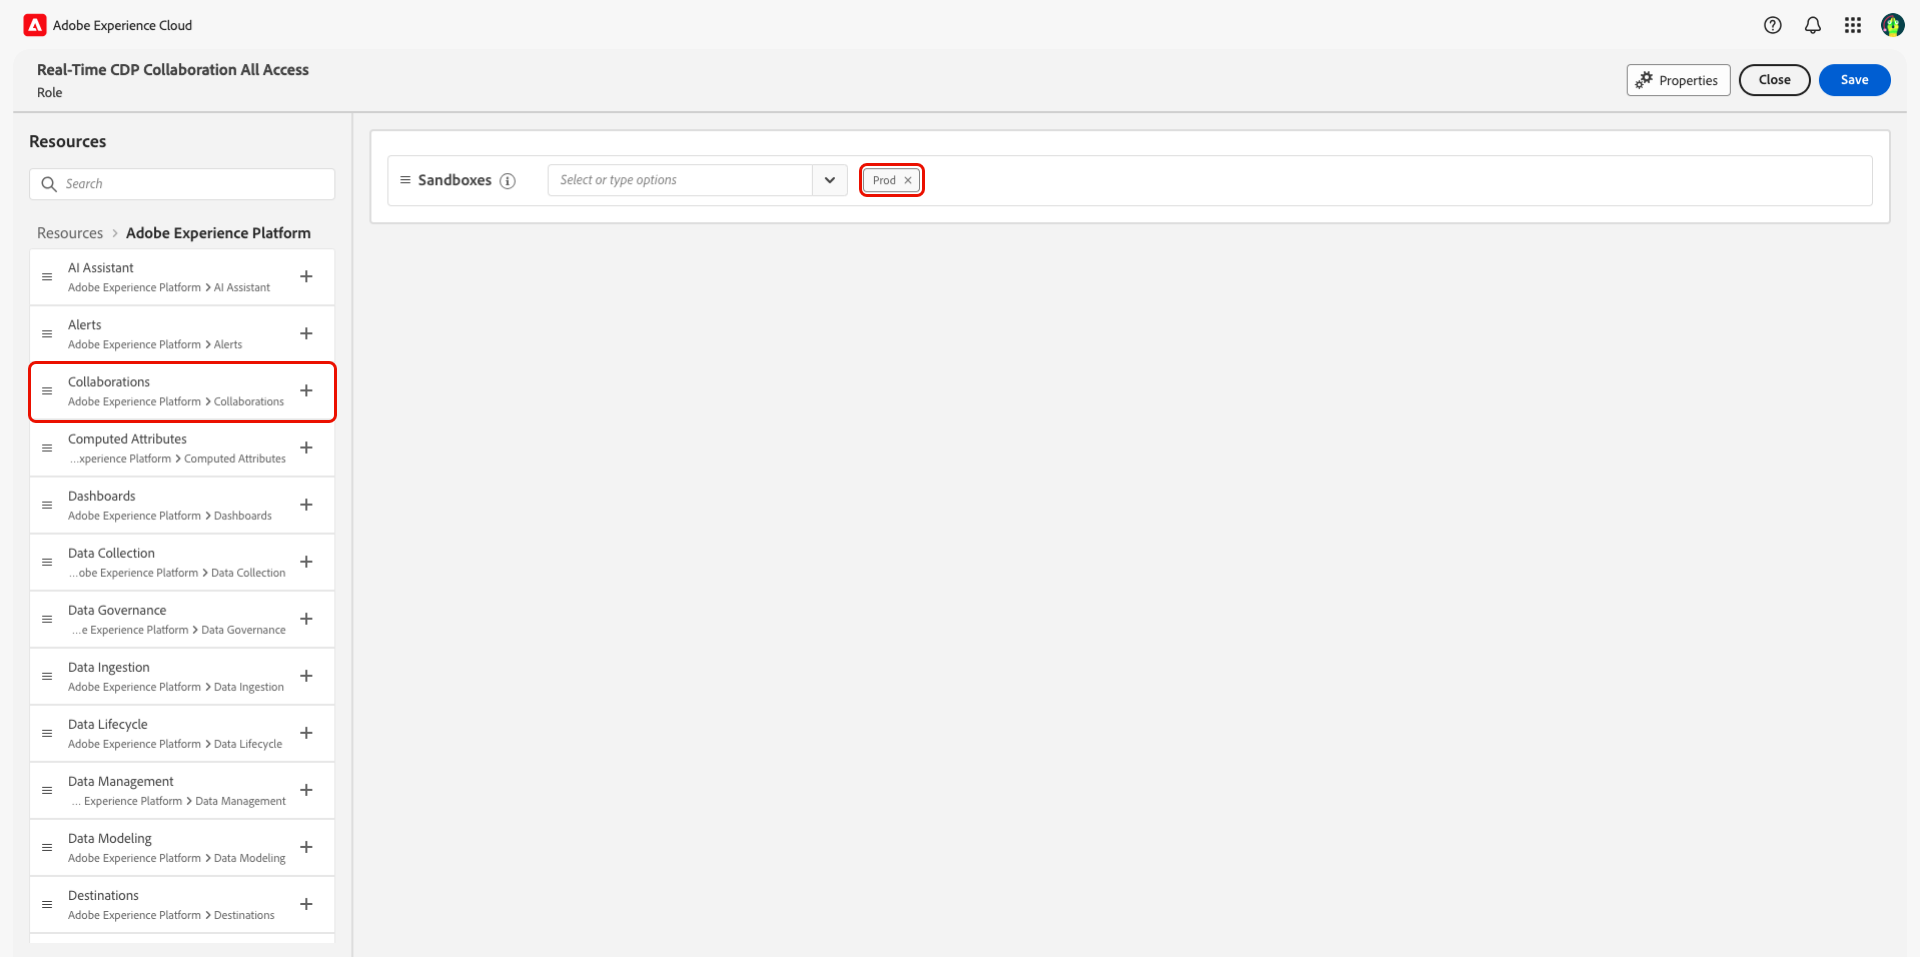 Adobe Experience Cloud
Real-Time CDP Collaboration All Access
Role
Properties
Close
Save
Resources
Search
Resources > Adobe Experience Platform
AI Assistant
Adobe Experience Platform > AI Assistant
Alerts
Adobe Experience Platform > Alerts
Collaborations
Adobe Experience Platform > Collaborations
Computed Attributes
...xperience Platform > Computed Attributes
Dashboards
Adobe Experience Platform > Dashboards
Data Collection
...obe Experience Platform > Data Collection
Data Governance
...e Experience Platform > Data Governance
Data Ingestion
Adobe Experience Platform > Data Ingestion
Data Lifecycle
Adobe Experience Platform > Data Lifecycle
Data Management
... Experience Platform > Data Management
Data Modeling
Adobe Experience Platform > Data Modeling
Destinations
Adobe Experience Platform > Destinations
Sandboxes
Select or type options
Prod